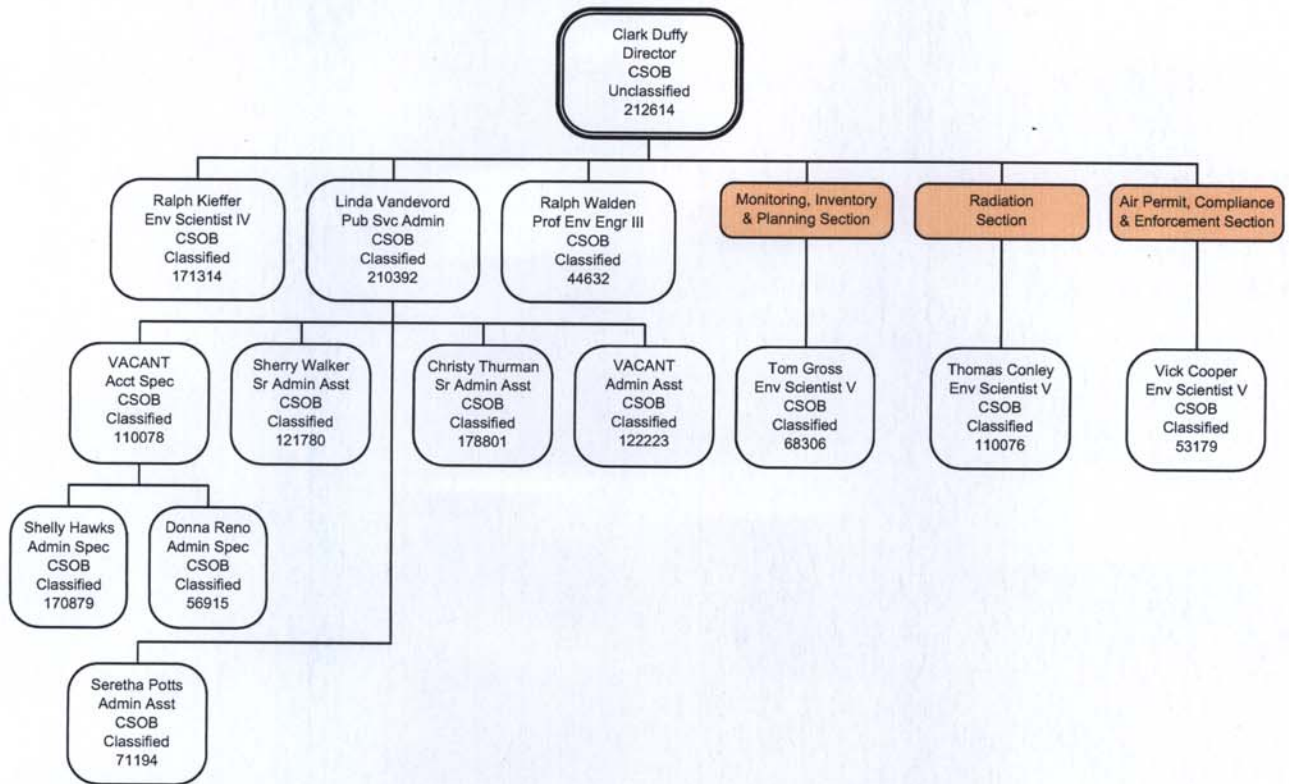 Clark Duffy
Director
CSOB
Unclassified
212614
Ralph Kieffer
Env Scientist IV
CSOB
Classified
171314
Linda Vandevord
Pub Svc Admin
CSOB
Classified
210392
Ralph Walden
Prof Env Engr III
CSOB
Classified
44632
Monitoring, Inventory
& Planning Section
Radiation
Section
Air Permit, Compliance
& Enforcement Section
VACANT
Acct Spec
CSOB
Classified
110078
Sherry Walker
Sr Admin Asst
CSOB
Classified
121780
Christy Thurman
Sr Admin Asst
CSOB
Classified
178801
VACANT
Admin Asst
CSOB
Classified
122223
Tom Gross
Env Scientist V
CSOB
Classified
68306
Thomas Conley
Env Scientist V
CSOB
Classified
110076
Vick Cooper
Env Scientist V
CSOB
Classified
53179
Shelly Hawks
Admin Spec
CSOB
Classified
170879
Donna Reno
Admin Spec
CSOB
Classified
56915
Seretha Potts
Admin Asst
CSOB
Classified
71194